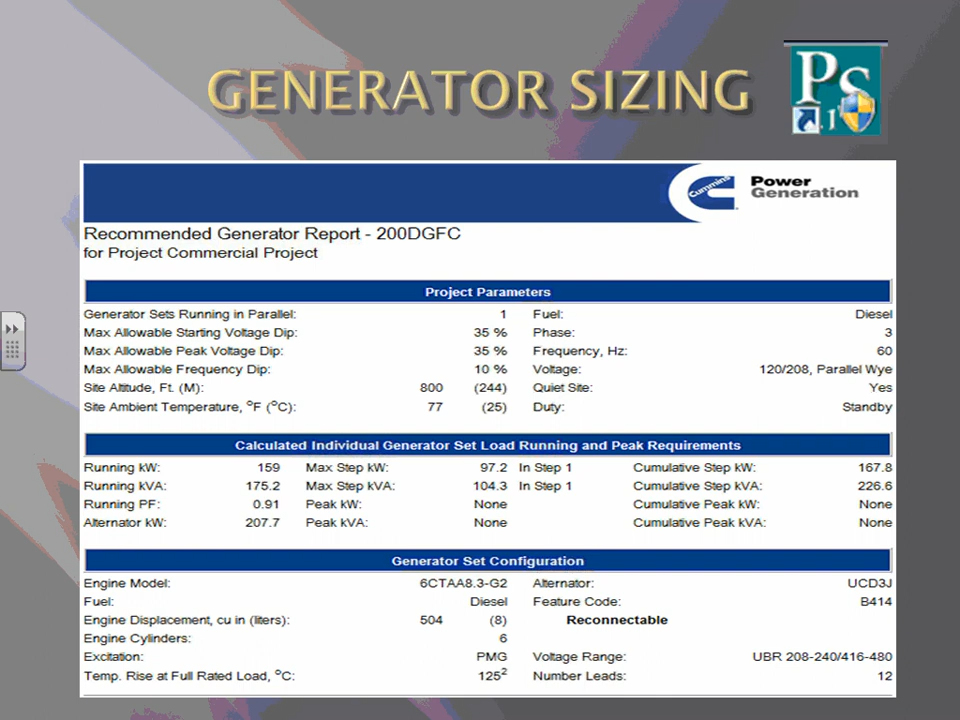 GENERATOR SIZING
Ps
.1
Cummins
Power
Generation
Recommended Generator Report - 200DGFC
for Project Commercial Project
Project Parameters
Generator Sets Running in Parallel: 1 Fuel: Diesel
Max Allowable Starting Voltage Dip: 35 % Phase: 3
Max Allowable Peak Voltage Dip: 35 % Frequency, Hz: 60
Max Allowable Frequency Dip: 10 % Voltage: 120/208, Parallel Wye
Site Altitude, Ft. (M): 800 (244) Quiet Site: Yes
Site Ambient Temperature, °F (°C): 77 (25) Duty: Standby
Calculated Individual Generator Set Load Running and Peak Requirements
Running kW: 159 Max Step kW: 97.2 In Step 1 Cumulative Step kW: 167.8
Running kVA: 175.2 Max Step kVA: 104.3 In Step 1 Cumulative Step kVA: 226.6
Running PF: 0.91 Peak kW: None Cumulative Peak kW: None
Alternator kW: 207.7 Peak kVA: None Cumulative Peak kVA: None
Generator Set Configuration
Engine Model: 6CTAA8.3-G2 Alternator: UCD3J
Fuel: Diesel Feature Code: B414
Engine Displacement, cu in (liters): 504 (8) Reconnectable
Engine Cylinders: 6
Excitation: PMG Voltage Range: UBR 208-240/416-480
Temp. Rise at Full Rated Load, °C: 125² Number Leads: 12